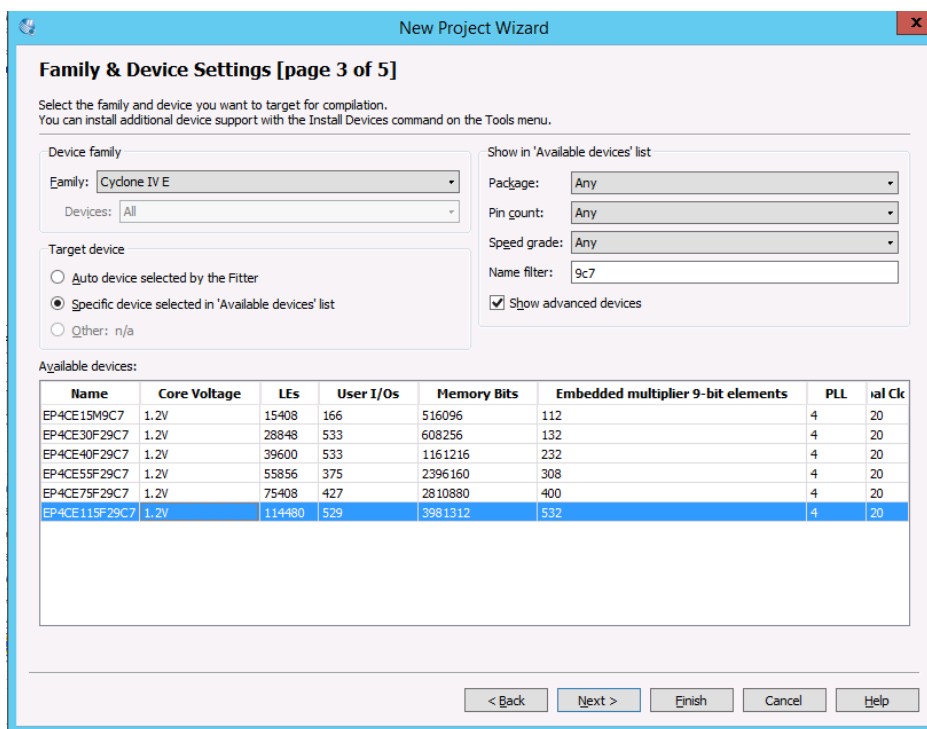 New Project Wizard
x
Family & Device Settings [page 3 of 5]
Select the family and device you want to target for compilation.
You can install additional device support with the Install Devices command on the Tools menu.
Device family
Family: Cyclone IV E
Devices: All
Target device
Auto device selected by the Fitter
Specific device selected in 'Available devices' list
Other: n/a
Show in 'Available devices' list
Package: Any
Pin count: Any
Speed grade: Any
Name filter: 9c7
Show advanced devices
Available devices:
Name Core Voltage LEs User I/Os Memory Bits Embedded multiplier 9-bit elements PLL al Clo
EP4CE15M9C7 1.2V 15408 166 516096 112 4 20
EP4CE30F29C7 1.2V 28848 533 608256 132 4 20
EP4CE40F29C7 1.2V 39600 533 1161216 232 4 20
EP4CE55F29C7 1.2V 55856 375 2396160 308 4 20
EP4CE75F29C7 1.2V 75408 427 2810880 400 4 20
EP4CE115F29C7 1.2V 114480 529 3981312 532 4 20
< Back Next > Finish Cancel Help